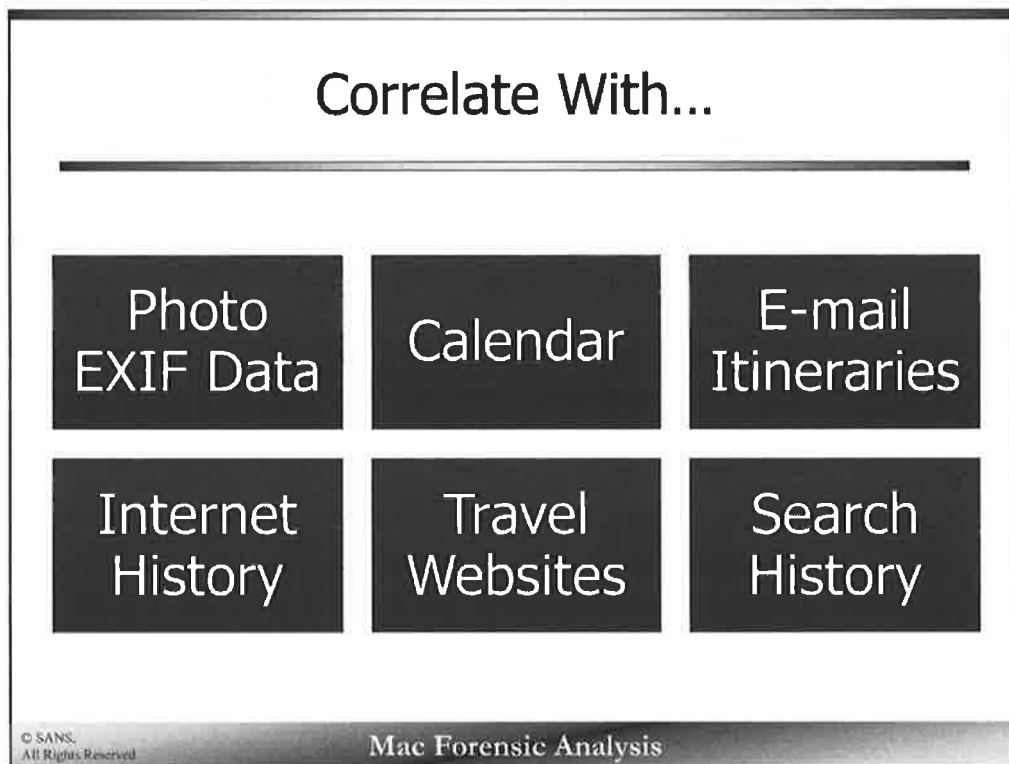 Correlate With...
Photo
EXIF Data
Calendar
E-mail
Itineraries
Internet
History
Travel
Websites
Search
History
© SANS,
All Rights Reserved
Mac Forensic Analysis